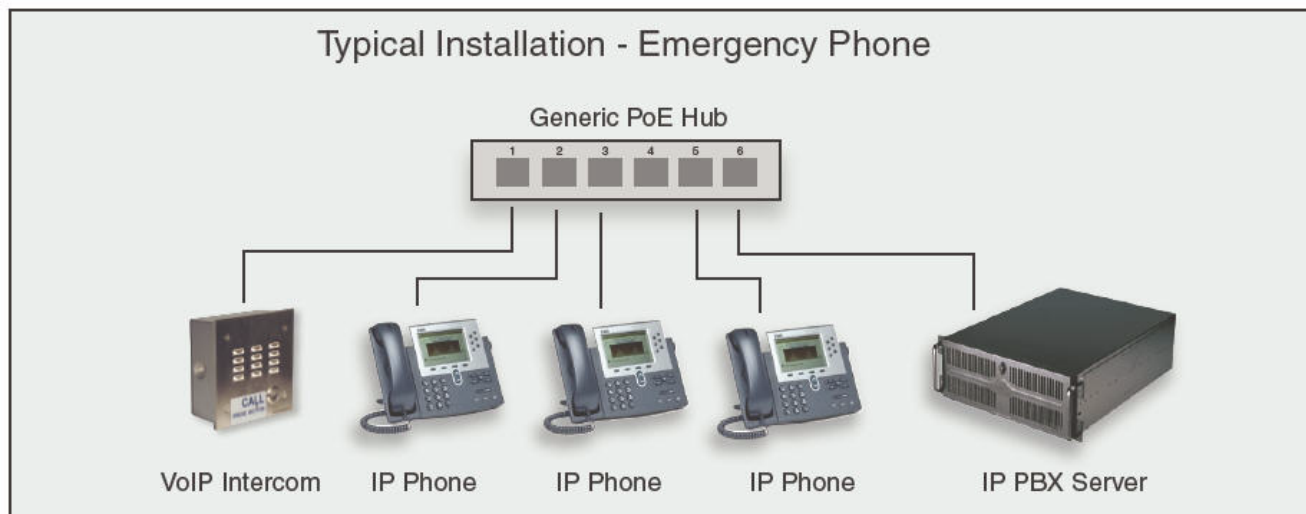 Typical Installation - Emergency Phone
Generic PoE Hub
1 2 3 4 5 6
CALL
VoIP Intercom IP Phone IP Phone IP Phone IP PBX Server